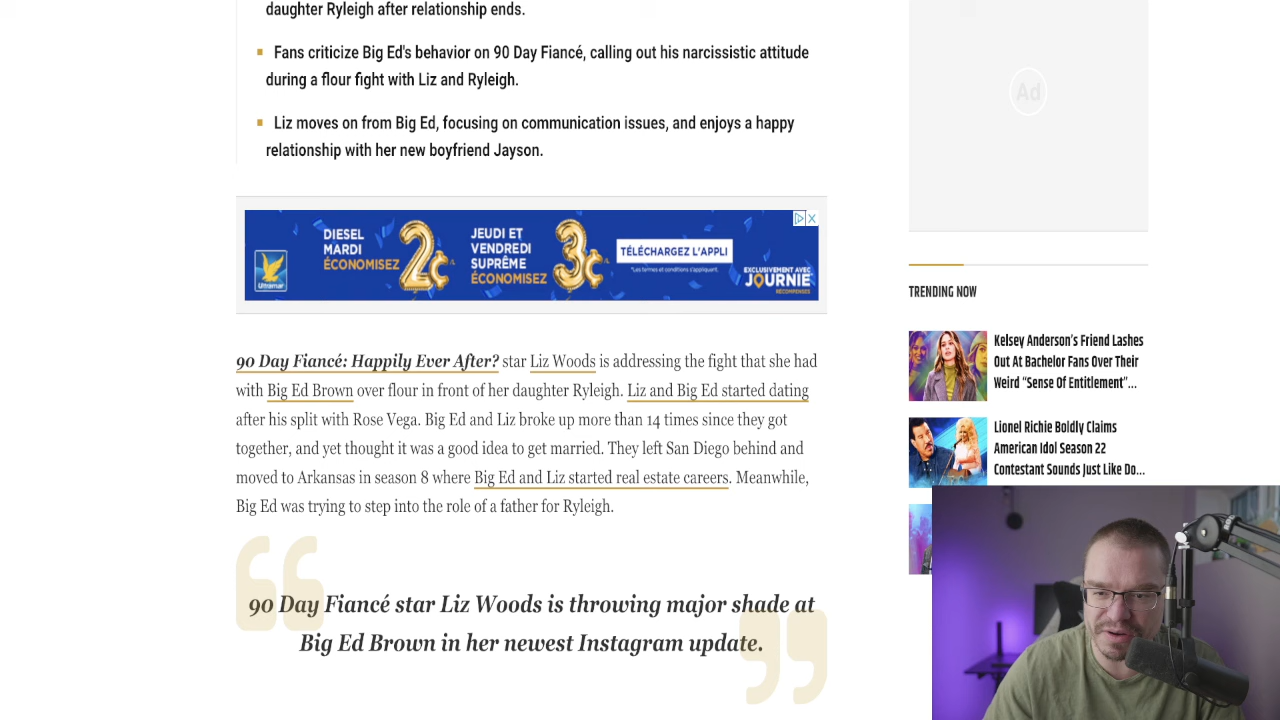 daughter Ryleigh after relationship ends.
Fans criticize Big Ed's behavior on 90 Day Fiancé, calling out his narcissistic attitude
during a flour fight with Liz and Ryleigh.
Liz moves on from Big Ed, focusing on communication issues, and enjoys a happy
relationship with her new boyfriend Jayson.
Ad
DIESEL
MARDI
ÉCONOMISEZ
2¢
JEUDI ET
VENDREDI
SUPRÊME
ÉCONOMISEZ
3¢
TÉLÉCHARGEZ L'APPLI
*Les termes et conditions s'appliquent.
EXCLUSIVEMENT AVEC
JOURNIE
RÉCOMPENSES
Ultramar
90 Day Fiancé: Happily Ever After? star Liz Woods is addressing the fight that she had
with Big Ed Brown over flour in front of her daughter Ryleigh. Liz and Big Ed started dating
after his split with Rose Vega. Big Ed and Liz broke up more than 14 times since they got
together, and yet thought it was a good idea to get married. They left San Diego behind and
moved to Arkansas in season 8 where Big Ed and Liz started real estate careers. Meanwhile,
Big Ed was trying to step into the role of a father for Ryleigh.
90 Day Fiancé star Liz Woods is throwing major shade at
Big Ed Brown in her newest Instagram update.
TRENDING NOW
Kelsey Anderson's Friend Lashes
Out At Bachelor Fans Over Their
Weird “Sense Of Entitlement”...
Lionel Richie Boldly Claims
American Idol Season 22
Contestant Sounds Just Like Do...